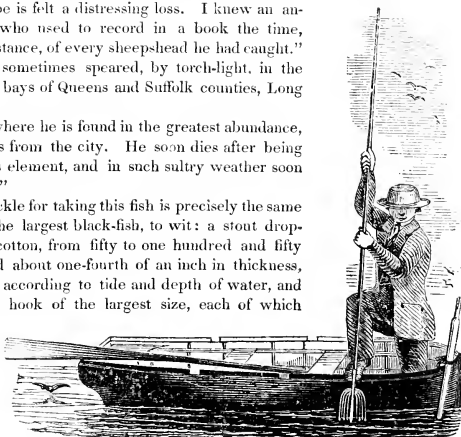 be is felt a distressing loss. I knew an an-
who used to record in a book the time,
stance, of every sheepshead he had caught."
sometimes speared, by torch-light, in the
bays of Queens and Suffolk counties, Long
where he is found in the greatest abundance,
s from the city. He soon dies after being
s element, and in such sultry weather soon
"
ckle for taking this fish is precisely the same
he largest black-fish, to wit: a stout drop-
cotton, from fifty to one hundred and fifty
d about one-fourth of an inch in thickness,
according to tide and depth of water, and
hook of the largest size, each of which